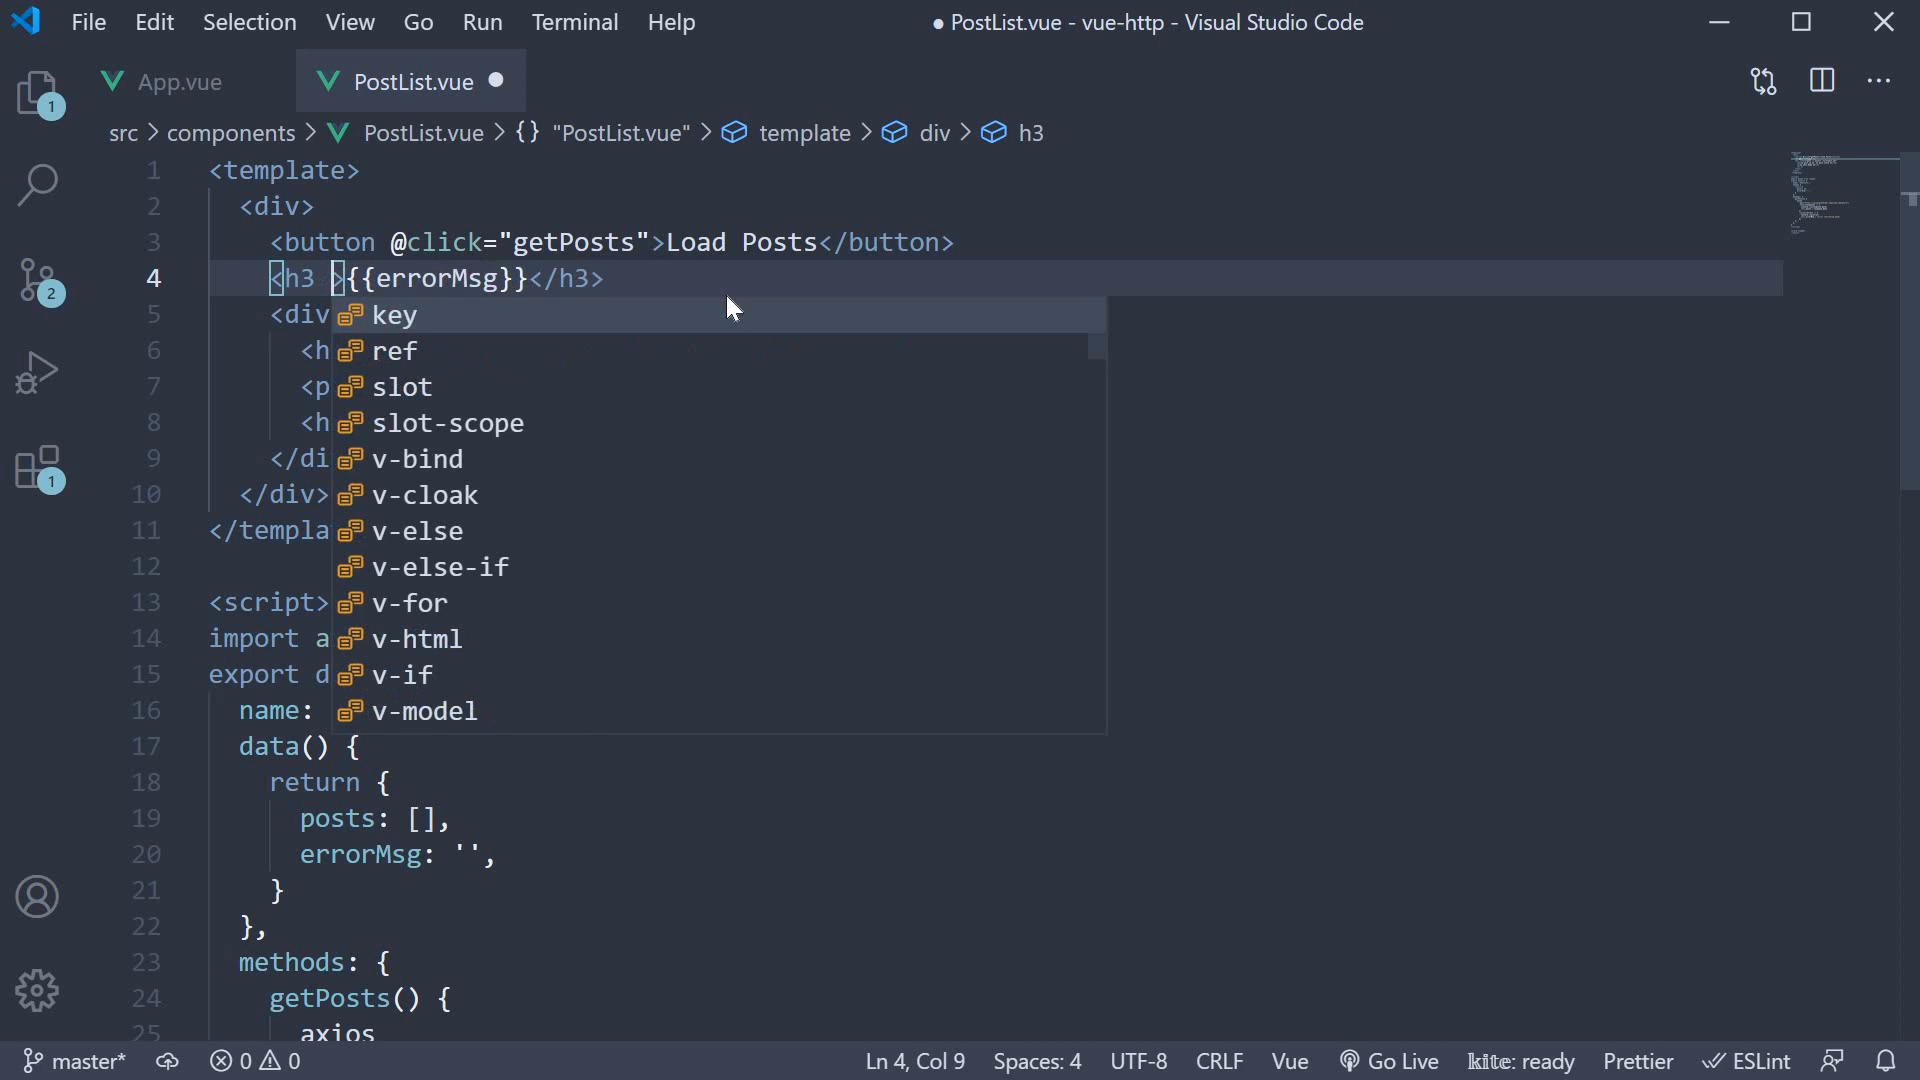 File Edit Selection View Go Run Terminal Help ● PostList.vue - vue-http - Visual Studio Code
App.vue PostList.vue
src > components > PostList.vue > {} "PostList.vue" > template > div > h3
1 <template>
2 <div>
3 <button @click="getPosts">Load Posts</button>
4 <h3 >{{errorMsg}}</h3>
5 <div key
6 <h ref
7 <p slot
8 <h slot-scope
9 </di v-bind
10 </div> v-cloak
11 </templa v-else
12 v-else-if
13 <script> v-for
14 import a v-html
15 export d v-if
16 name: v-model
17 data() {
18 return {
19 posts: [],
20 errorMsg: '',
21 }
22 },
23 methods: {
24 getPosts() {
25 axios
1
2
1
master* 0 0 Ln 4, Col 9 Spaces: 4 UTF-8 CRLF Vue Go Live kite: ready Prettier ESLint